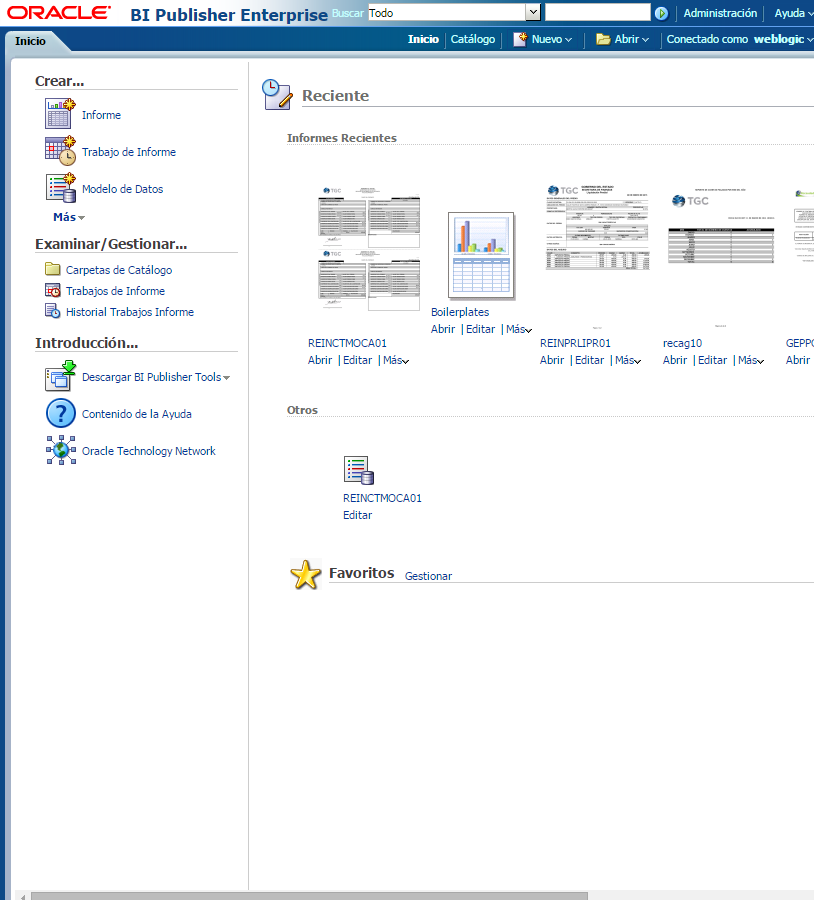 ORACLE BI Publisher Enterprise Buscar Todo Administración Ayuda
Inicio
Inicio Catálogo Nuevo Abrir Conectado como weblogic
Crear...
Informe
Trabajo de Informe
Modelo de Datos
Más
Examinar/Gestionar...
Carpetas de Catálogo
Trabajos de Informe
Historial Trabajos Informe
Introducción...
Descargar BI Publisher Tools
Contenido de la Ayuda
Oracle Technology Network
Reciente
Informes Recientes
TGC
TGC
REINCTMOCA01
Abrir | Editar | Más
Boilerplates
Abrir | Editar | Más
TGC
REINPRLIPR01
Abrir | Editar | Más
TGC
recag10
Abrir | Editar | Más
GEPPO
Abrir
Otros
REINCTMOCA01
Editar
Favoritos Gestionar